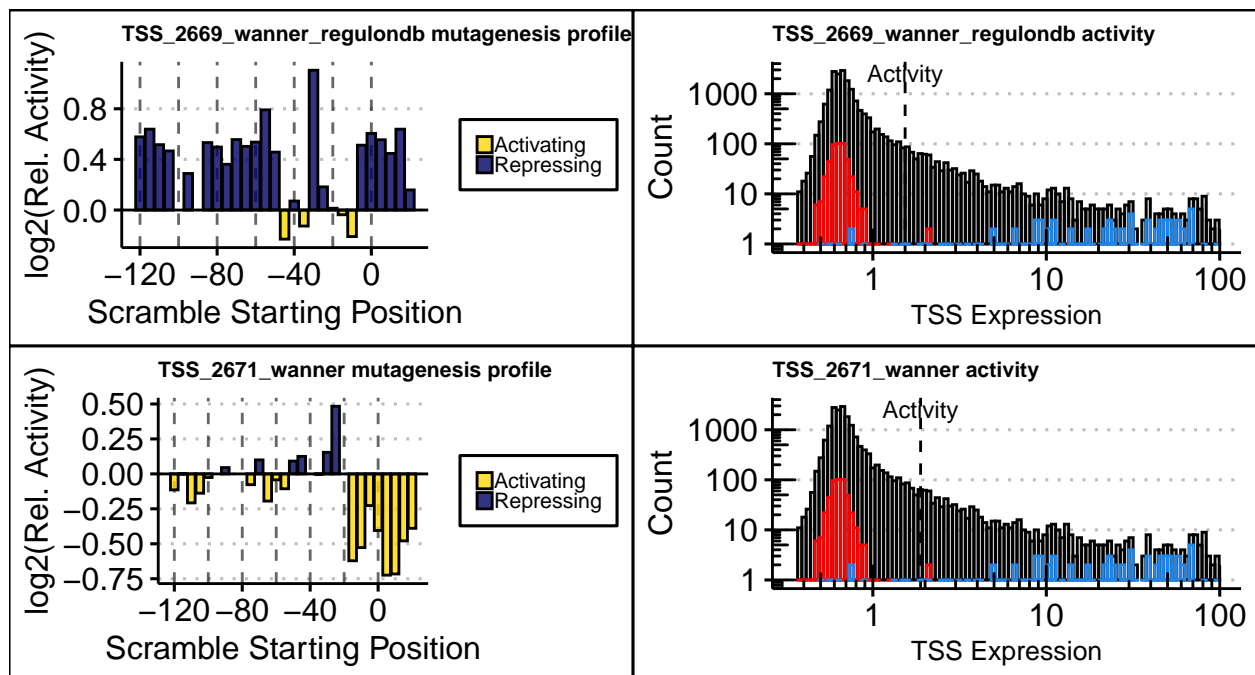 TSS_2669_wanner_regulondb mutagenesis profile
log2(Rel. Activity)
0.8
0.4
0.0
−120
−80
−40
0
Scramble Starting Position
Activating
Repressing
TSS_2669_wanner_regulondb activity
Activity
Count
1000
100
10
1
1
10
100
TSS Expression
TSS_2671_wanner mutagenesis profile
log2(Rel. Activity)
0.50
0.25
0.00
−0.25
−0.50
−0.75
−120
−80
−40
0
Scramble Starting Position
Activating
Repressing
TSS_2671_wanner activity
Activity
Count
1000
100
10
1
1
10
100
TSS Expression